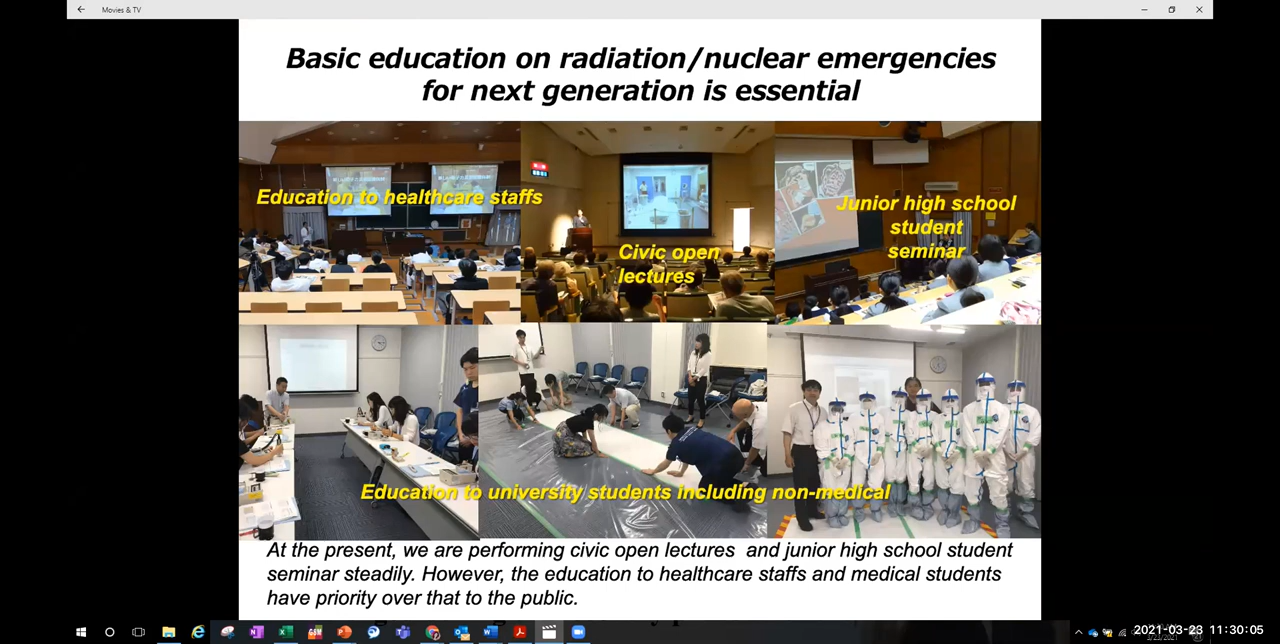 Movies & TV
Basic education on radiation/nuclear emergencies
for next generation is essential
Education to healthcare staffs
Civic open
lectures
Junior high school
student
seminar
Education to university students including non-medical
At the present, we are performing civic open lectures and junior high school student
seminar steadily. However, the education to healthcare staffs and medical students
have priority over that to the public.
2021-03-23 11:30:05